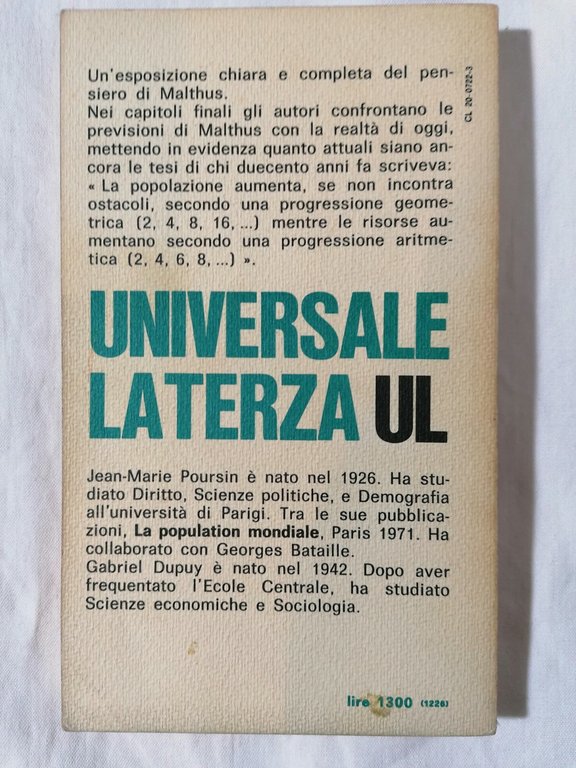 Un'esposizione chiara e completa del pen-
siero di Malthus.
Nei capitoli finali gli autori confrontano le
previsioni di Malthus con la realtà di oggi,
mettendo in evidenza quanto attuali siano an-
cora le tesi di chi duecento anni fa scriveva:
« La popolazione aumenta, se non incontra
ostacoli, secondo una progressione geome-
trica (2, 4, 8, 16, ...) mentre le risorse au-
mentano secondo una progressione aritme-
tica (2, 4, 6, 8, ...) ».
CL 20-0722-3
UNIVERSALE
LATERZA UL
Jean-Marie Poursin è nato nel 1926. Ha stu-
diato Diritto, Scienze politiche, e Demografia
all'università di Parigi. Tra le sue pubblica-
zioni, La population mondiale, Paris 1971. Ha
collaborato con Georges Bataille.
Gabriel Dupuy è nato nel 1942. Dopo aver
frequentato l'Ecole Centrale, ha studiato
Scienze economiche e Sociologia.
lire 1300 (1226)